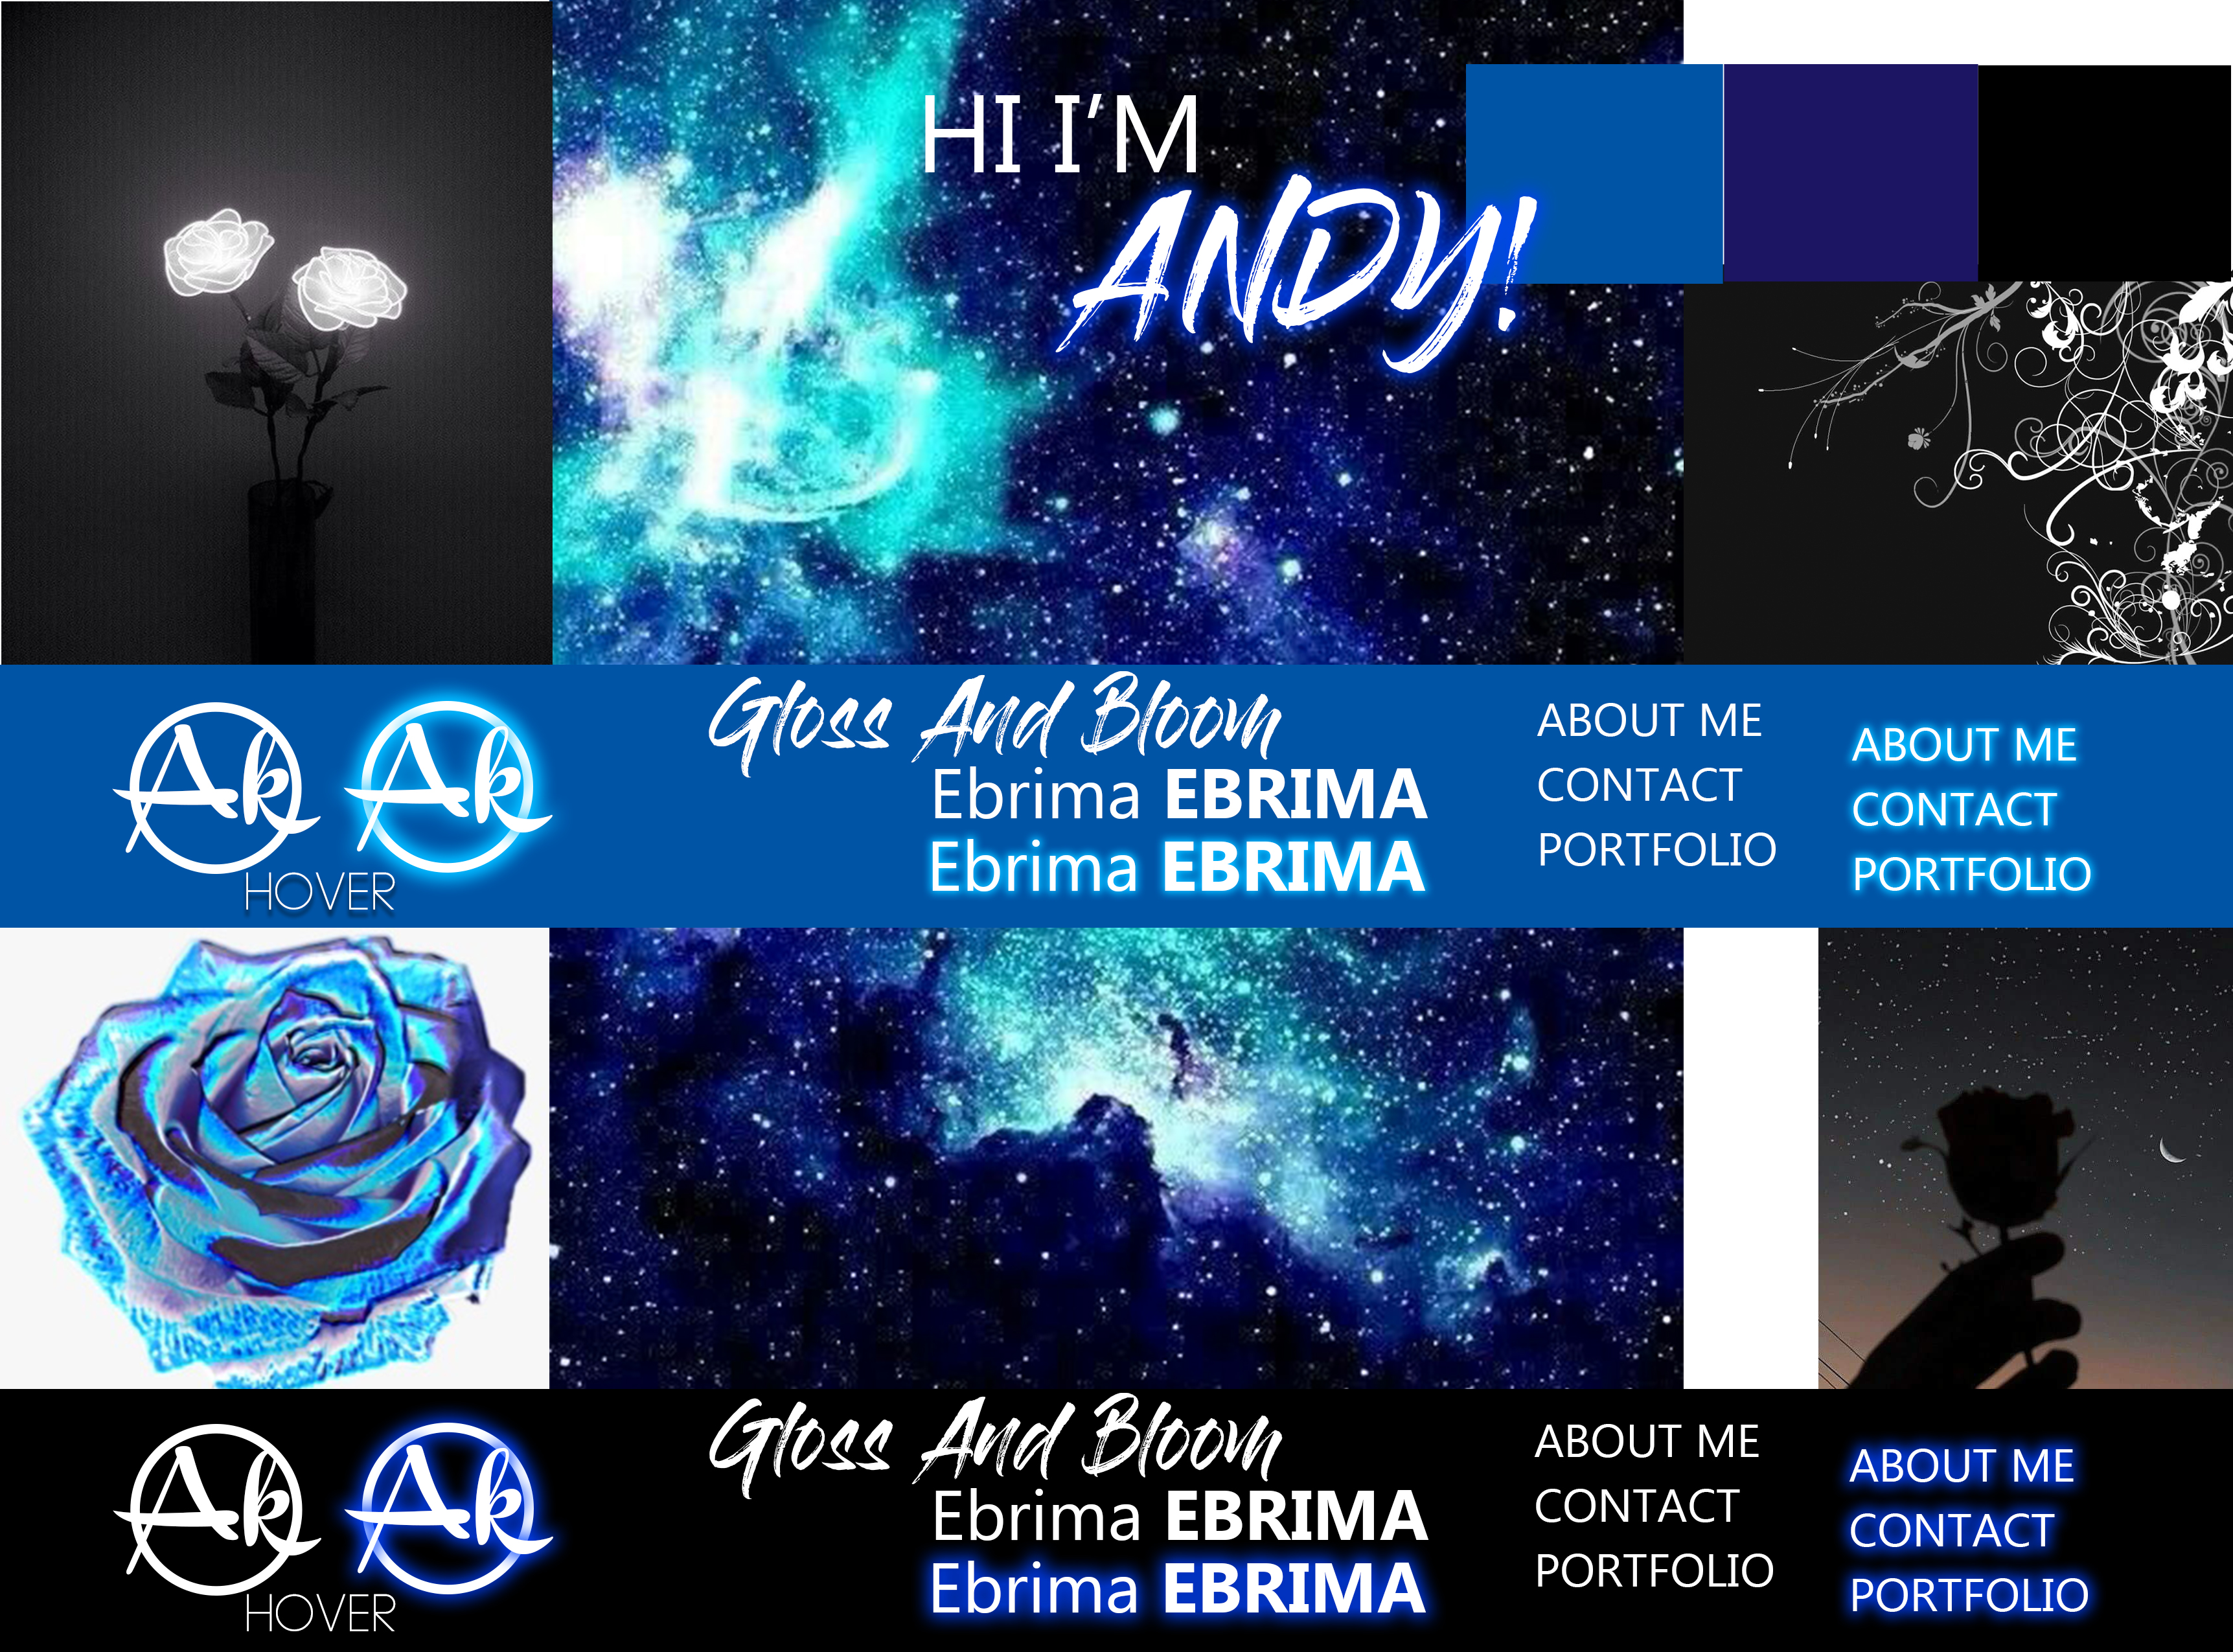 HI I'M
ANDY!
Ak Ak
HOVER
Gloss And Bloom
Ebrima EBRIMA
Ebrima EBRIMA
ABOUT ME
CONTACT
PORTFOLIO
ABOUT ME
CONTACT
PORTFOLIO
Ak Ak
HOVER
Gloss And Bloom
Ebrima EBRIMA
Ebrima EBRIMA
ABOUT ME
CONTACT
PORTFOLIO
ABOUT ME
CONTACT
PORTFOLIO